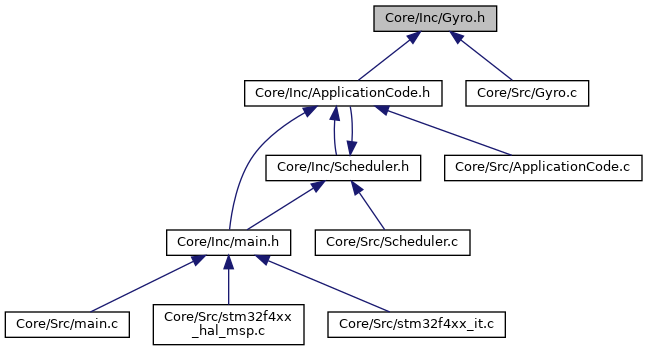 Core/Inc/Gyro.h
Core/Inc/ApplicationCode.h
Core/Src/Gyro.c
Core/Inc/Scheduler.h
Core/Src/ApplicationCode.c
Core/Inc/main.h
Core/Src/Scheduler.c
Core/Src/main.c
Core/Src/stm32f4xx
_hal_msp.c
Core/Src/stm32f4xx_it.c